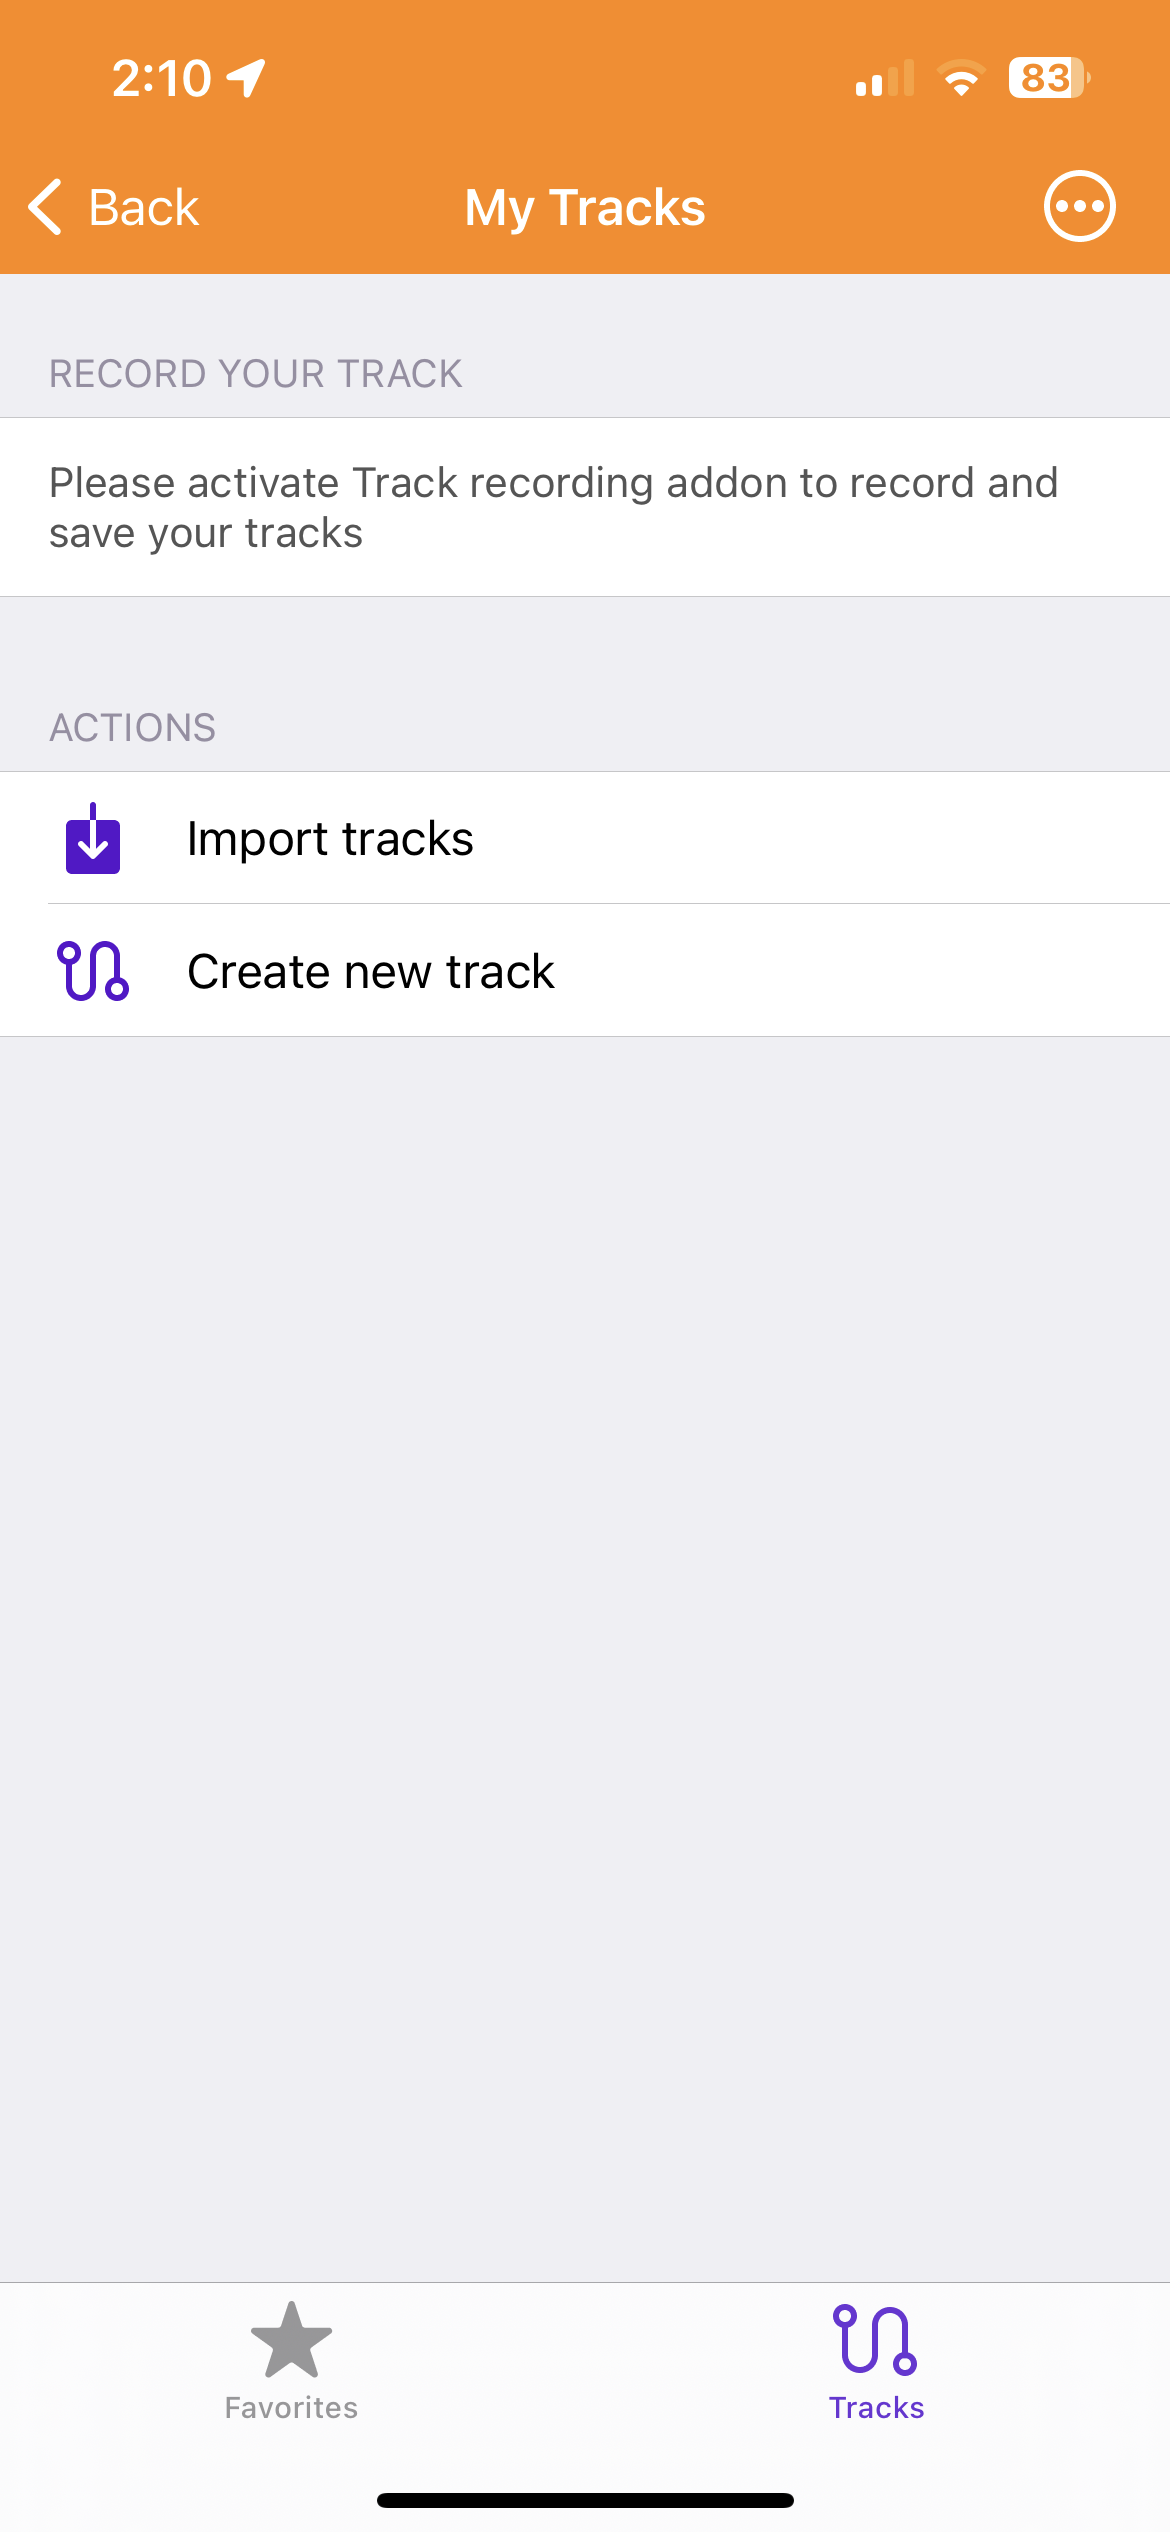 2:10
83
Back
My Tracks
RECORD YOUR TRACK
Please activate Track recording addon to record and
save your tracks
ACTIONS
Import tracks
Create new track
Favorites
Tracks